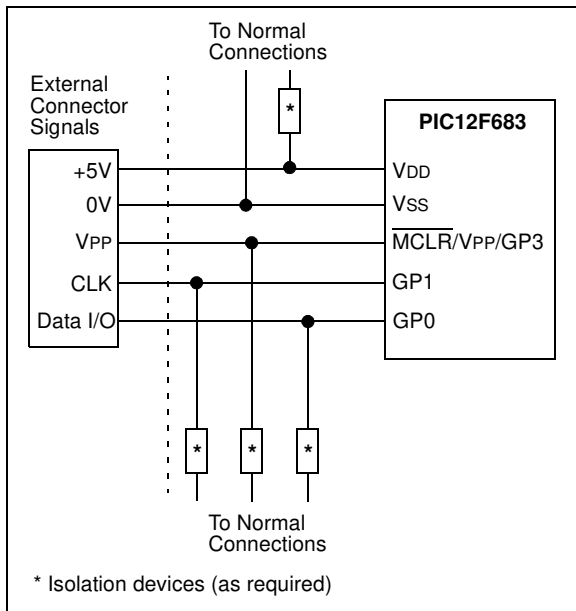 To Normal
Connections
External
Connector
Signals
*
PIC12F683
+5V
VDD
0V
VSS
VPP
MCLR/VPP/GP3
CLK
GP1
Data I/O
GP0
*
*
*
To Normal
Connections
* Isolation devices (as required)